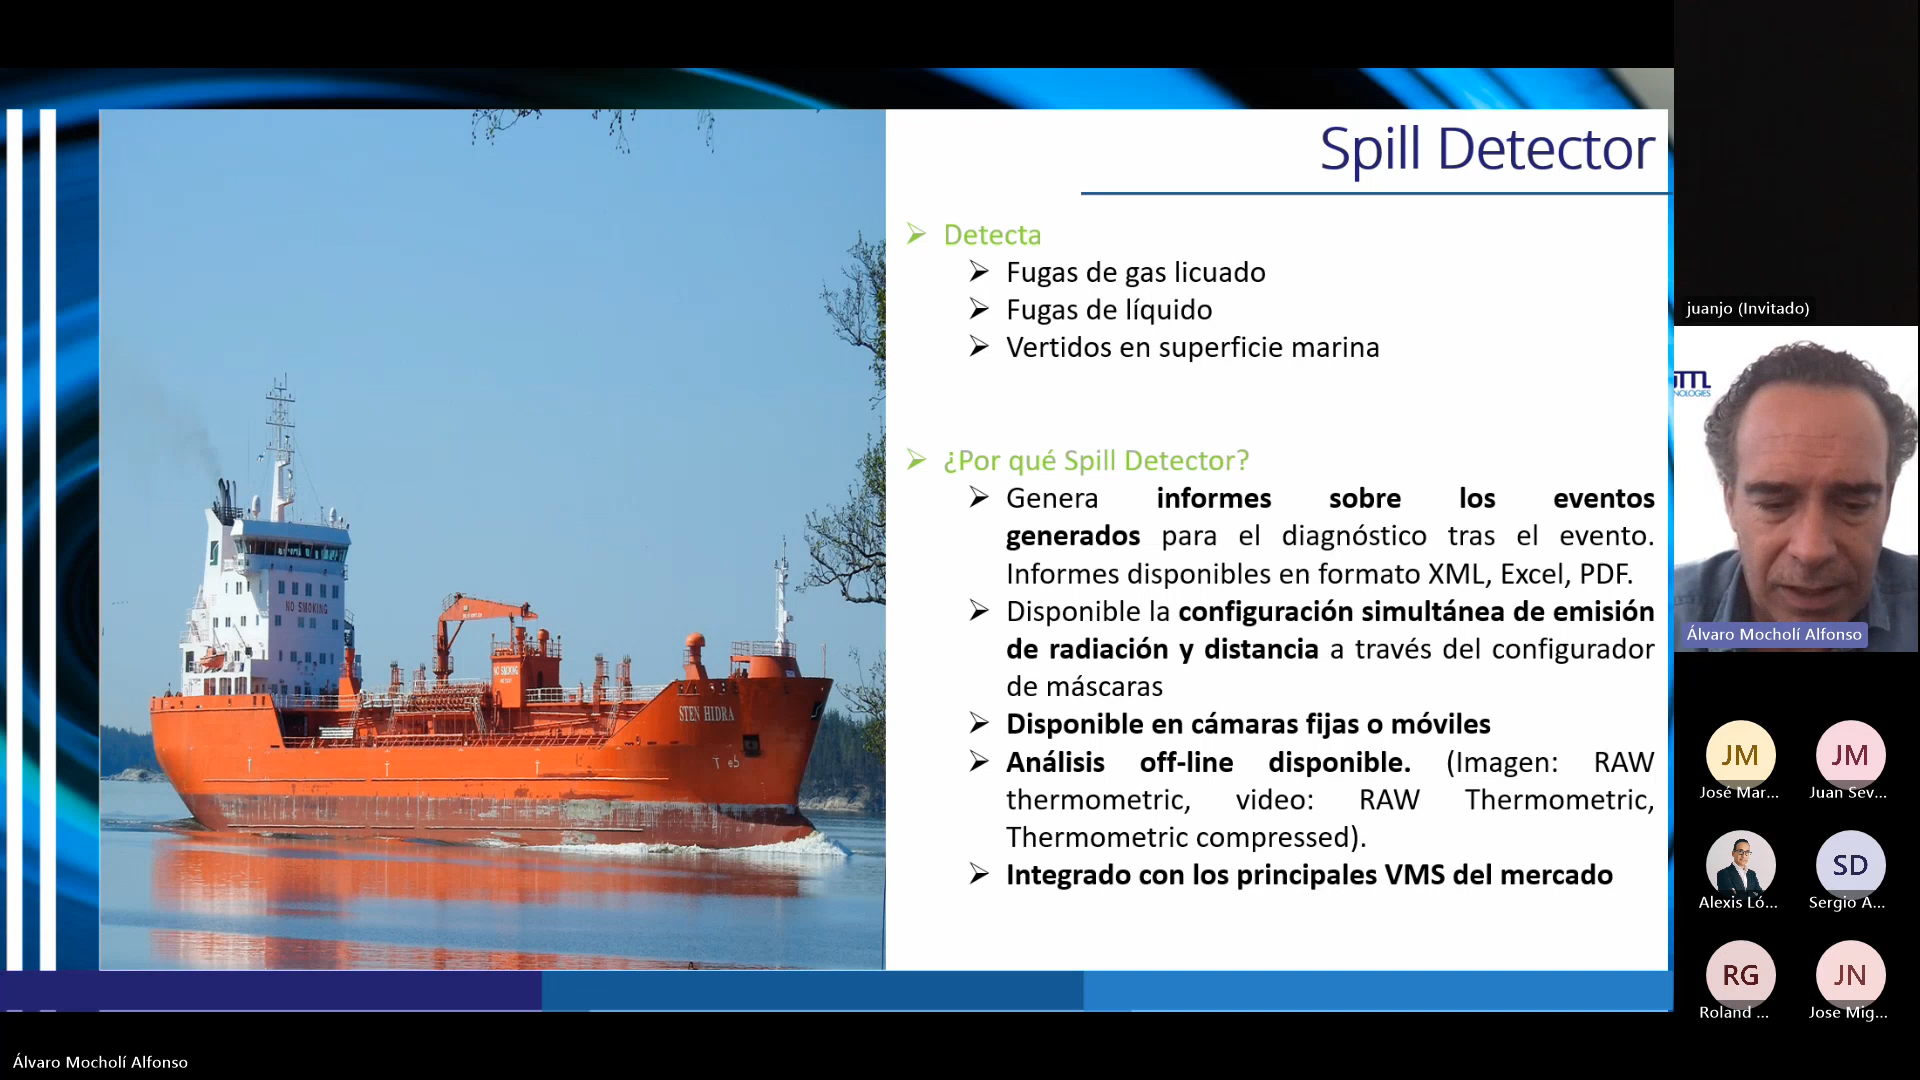 Spill Detector
Detecta
Fugas de gas licuado
Fugas de líquido
Vertidos en superficie marina
¿Por qué Spill Detector?
Genera informes sobre los eventos
generados para el diagnóstico tras el evento.
Informes disponibles en formato XML, Excel, PDF.
Disponible la configuración simultánea de emisión
de radiación y distancia a través del configurador
de máscaras
Disponible en cámaras fijas o móviles
Análisis off-line disponible. (Imagen: RAW
thermometric, video: RAW Thermometric,
Thermometric compressed).
Integrado con los principales VMS del mercado
NO SMOKING
NO SMOKING
STEN HIDRA
juanjo (Invitado)
Álvaro Mocholí Alfonso
JM
José Mar...
JM
Juan Sev...
Alexis Ló...
SD
Sergio A...
RG
Roland ...
JN
Jose Mig...
Álvaro Mocholí Alfonso